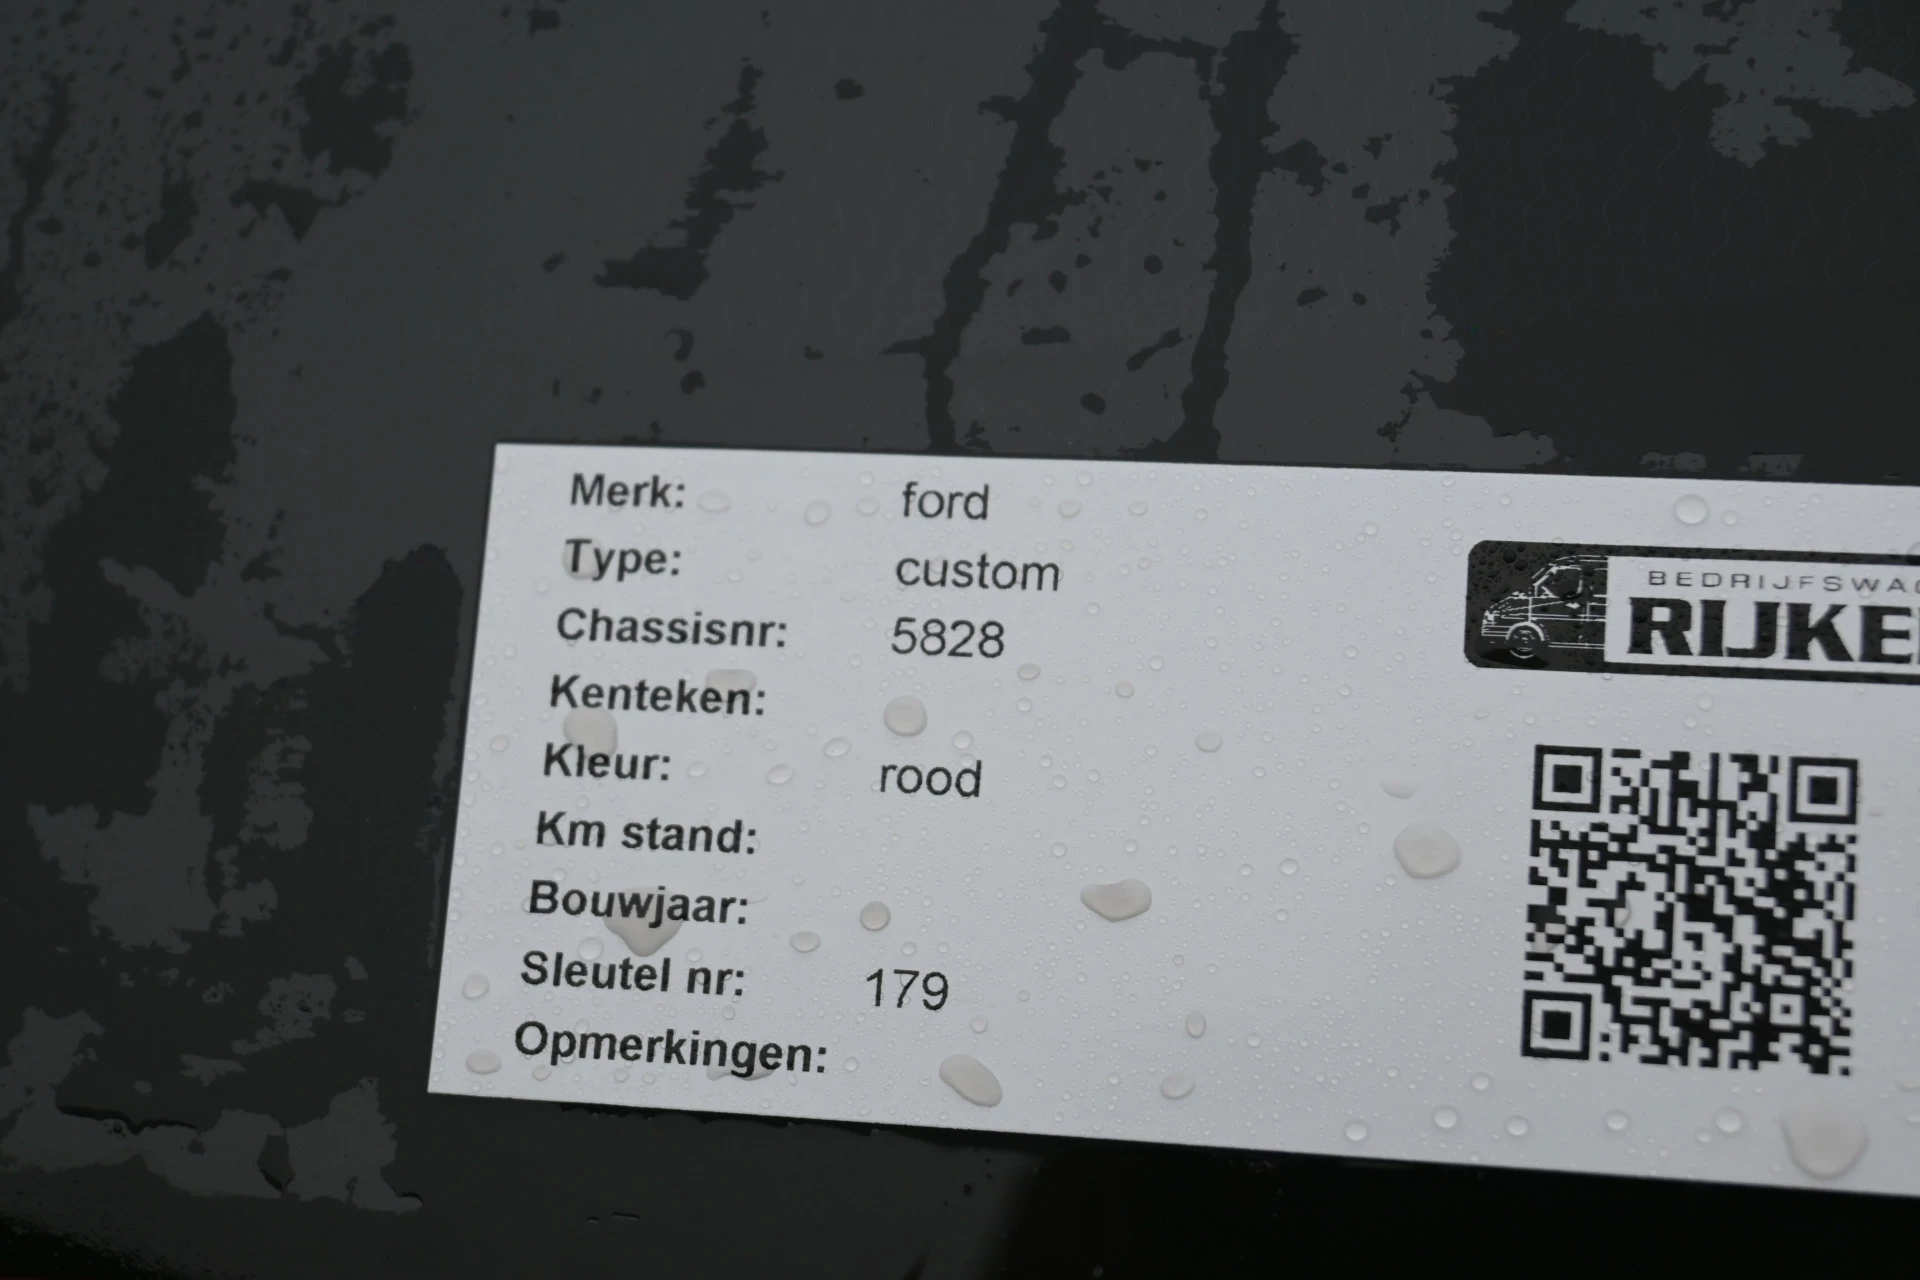 Merk: ford
Type: custom
Chassisnr: 5828
Kenteken:
Kleur: rood
Km stand:
Bouwjaar:
Sleutel nr: 179
Opmerkingen:
BEDRIJFSWA
RIJKE